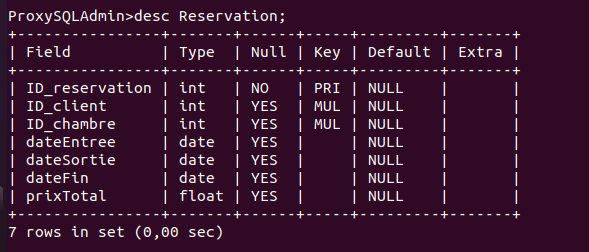 ProxySQLAdmin>desc Reservation;
+----------------+-------+------+-----+---------+-------+
| Field          | Type  | Null | Key | Default | Extra |
+----------------+-------+------+-----+---------+-------+
| ID_reservation | int   | NO   | PRI | NULL    |       |
| ID_client      | int   | YES  | MUL | NULL    |       |
| ID_chambre     | int   | YES  | MUL | NULL    |       |
| dateEntree     | date  | YES  |     | NULL    |       |
| dateSortie     | date  | YES  |     | NULL    |       |
| dateFin        | date  | YES  |     | NULL    |       |
| prixTotal      | float | YES  |     | NULL    |       |
+----------------+-------+------+-----+---------+-------+
7 rows in set (0,00 sec)